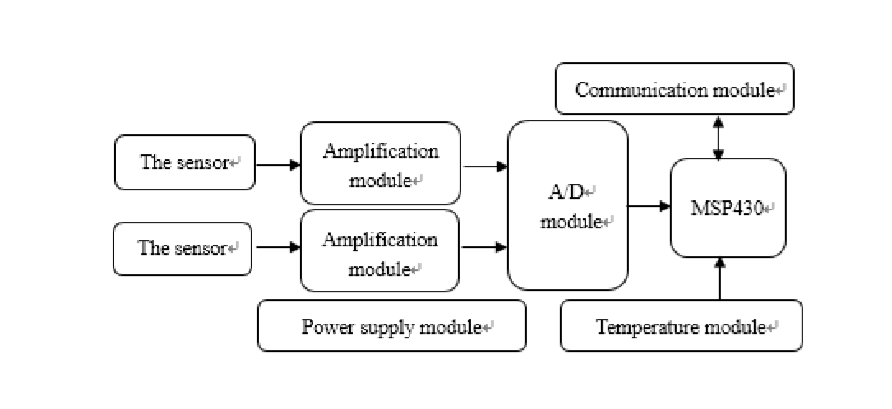 Communication module
The sensor
Amplification
module
A/D
module
MSP430
The sensor
Amplification
module
Power supply module
Temperature module